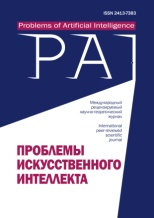 ISSN 2413-7383
Problems of Artificial Intelligence
PAI
Международный
рецензируемый
научно-теоретический
журнал
International
peer-reviewed
scientific
journal
ПРОБЛЕМЫ
ИСКУССТВЕННОГО
ИНТЕЛЛЕКТА